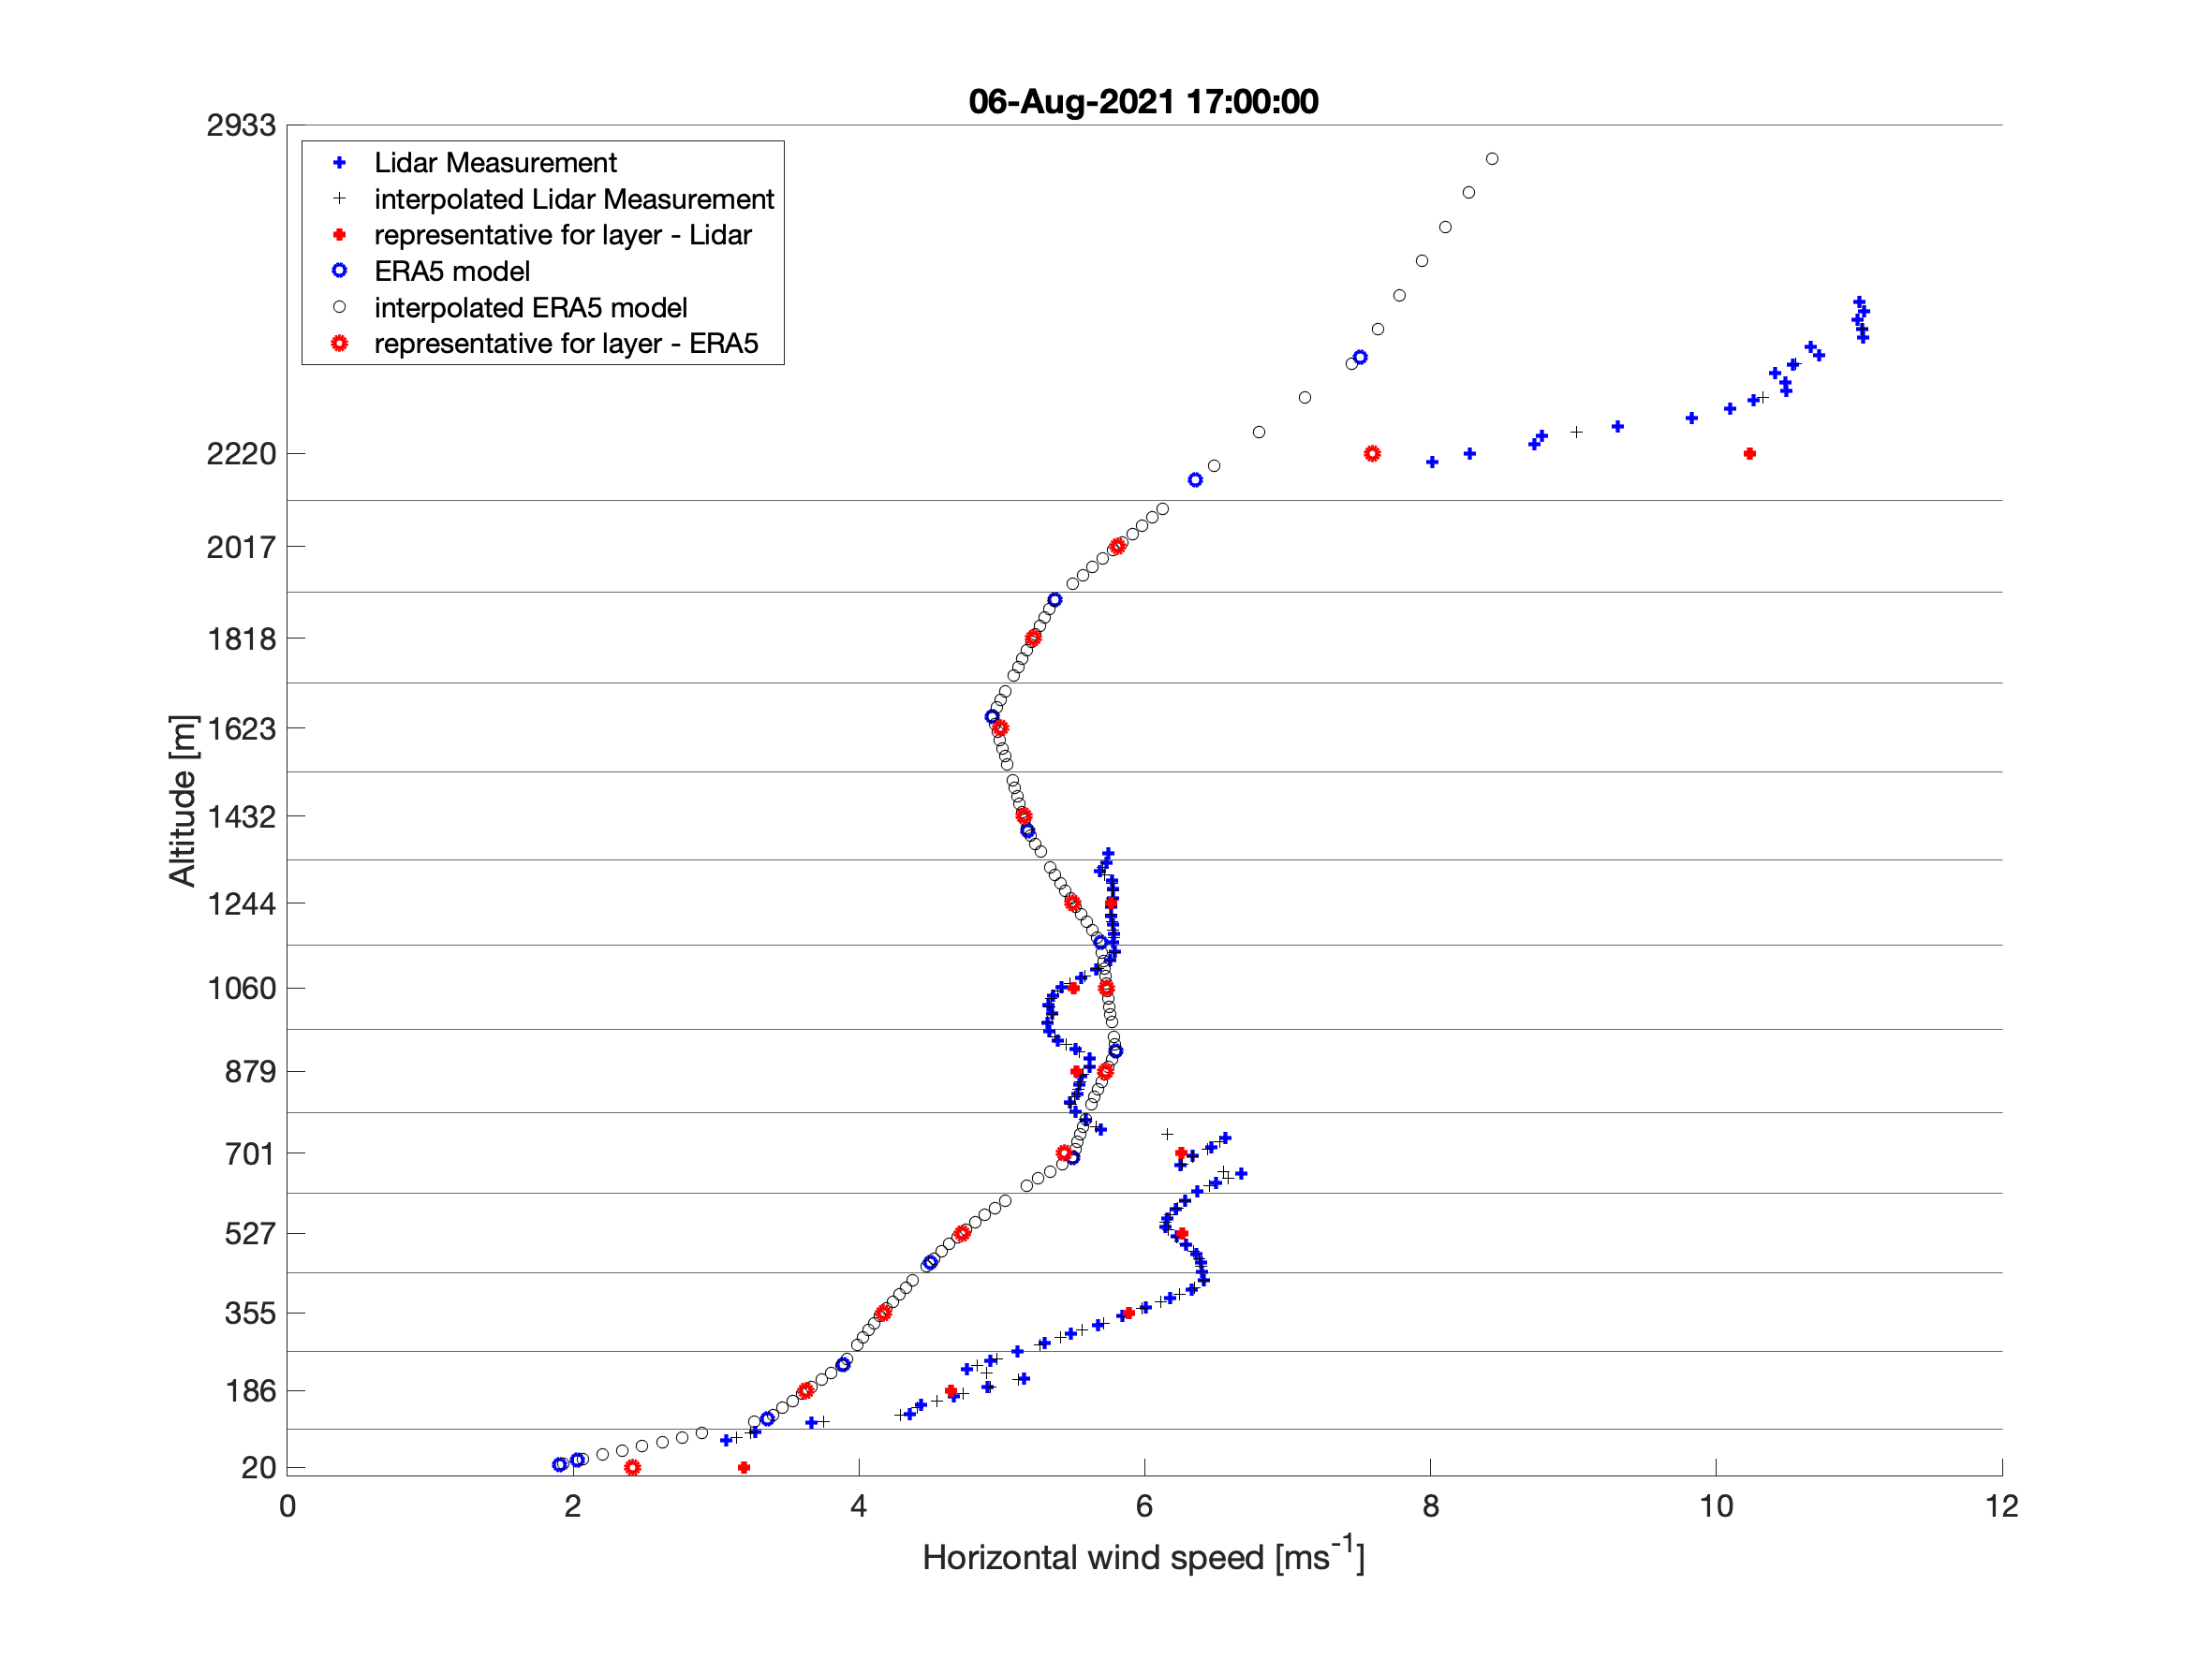 06-Aug-2021 17:00:00
2933
Lidar Measurement
interpolated Lidar Measurement
representative for layer - Lidar
ERA5 model
interpolated ERA5 model
representative for layer - ERA5
2220
2017
1818
1623
1432
1244
1060
879
701
527
355
186
20
Altitude [m]
0 2 4 6 8 10 12
Horizontal wind speed [ms-1]